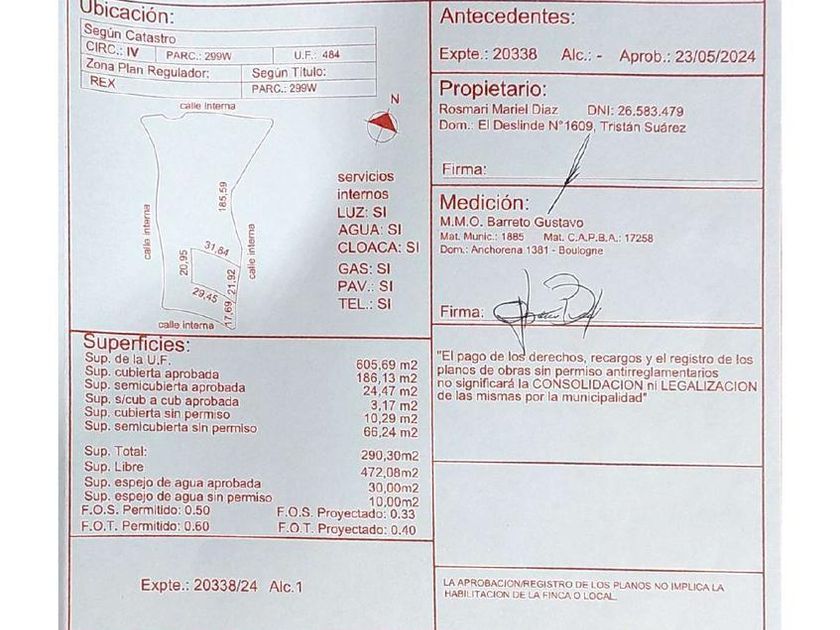 Ubicación:
Según Catastro
CIRC.: IV PARC.: 299W U.F.: 484
Zona Plan Regulador: Según Título:
REX PARC.: 299W
calle Interna
N
185,59
calle interna
calle interna
31,84
20,95
21,92
29,45
17,69
calle interna
servicios
internos
LUZ: SI
AGUA: SI
CLOACA: SI
GAS: SI
PAV.: SI
TEL.: SI
Superficies:
Sup. de la U.F. 605,69 m2
Sup. cubierta aprobada 186,13 m2
Sup. semicubierta aprobada 24,47 m2
Sup. s/cub a cub aprobada 3,17 m2
Sup. cubierta sin permiso 10,29 m2
Sup. semicubierta sin permiso 66,24 m2
Sup. Total: 290,30m2
Sup. Libre 472,08m2
Sup. espejo de agua aprobada 30,00m2
Sup. espejo de agua sin permiso 10,00m2
F.O.S. Permitido: 0.50 F.O.S. Proyectado: 0.33
F.O.T. Permitido: 0.60 F.O.T. Proyectado: 0.40
Expte.: 20338/24 Alc.1
Antecedentes:
Expte.: 20338 Alc.: - Aprob.: 23/05/2024
Propietario:
Rosmari Mariel Diaz DNI: 26.583.479
Dom.: El Deslinde N°1609, Tristán Suárez
Firma:
Medición:
M.M.O. Barreto Gustavo
Mat. Munic.: 1885 Mat. C.A.P.B.A.: 17258
Dom.: Anchorena 1381 - Boulogne
Firma:
"El pago de los derechos, recargos y el registro de los
planos de obras sin permiso antirreglamentarios
no significará la CONSOLIDACION ni LEGALIZACION
de las mismas por la municipalidad"
LA APROBACION/REGISTRO DE LOS PLANOS NO IMPLICA LA
HABILITACION DE LA FINCA O LOCAL.